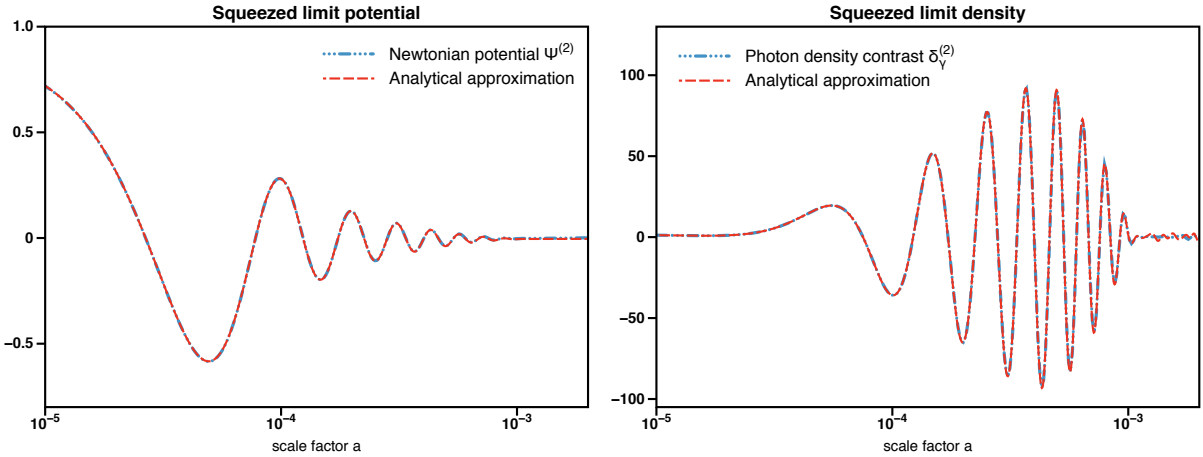 Squeezed limit potential
1.0
0.5
0
−0.5
10⁻⁵
10⁻⁴
10⁻³
scale factor a
Newtonian potential Ψ⁽²⁾
Analytical approximation
Squeezed limit density
100
50
0
−50
−100
10⁻⁵
10⁻⁴
10⁻³
scale factor a
Photon density contrast δᵧ⁽²⁾
Analytical approximation